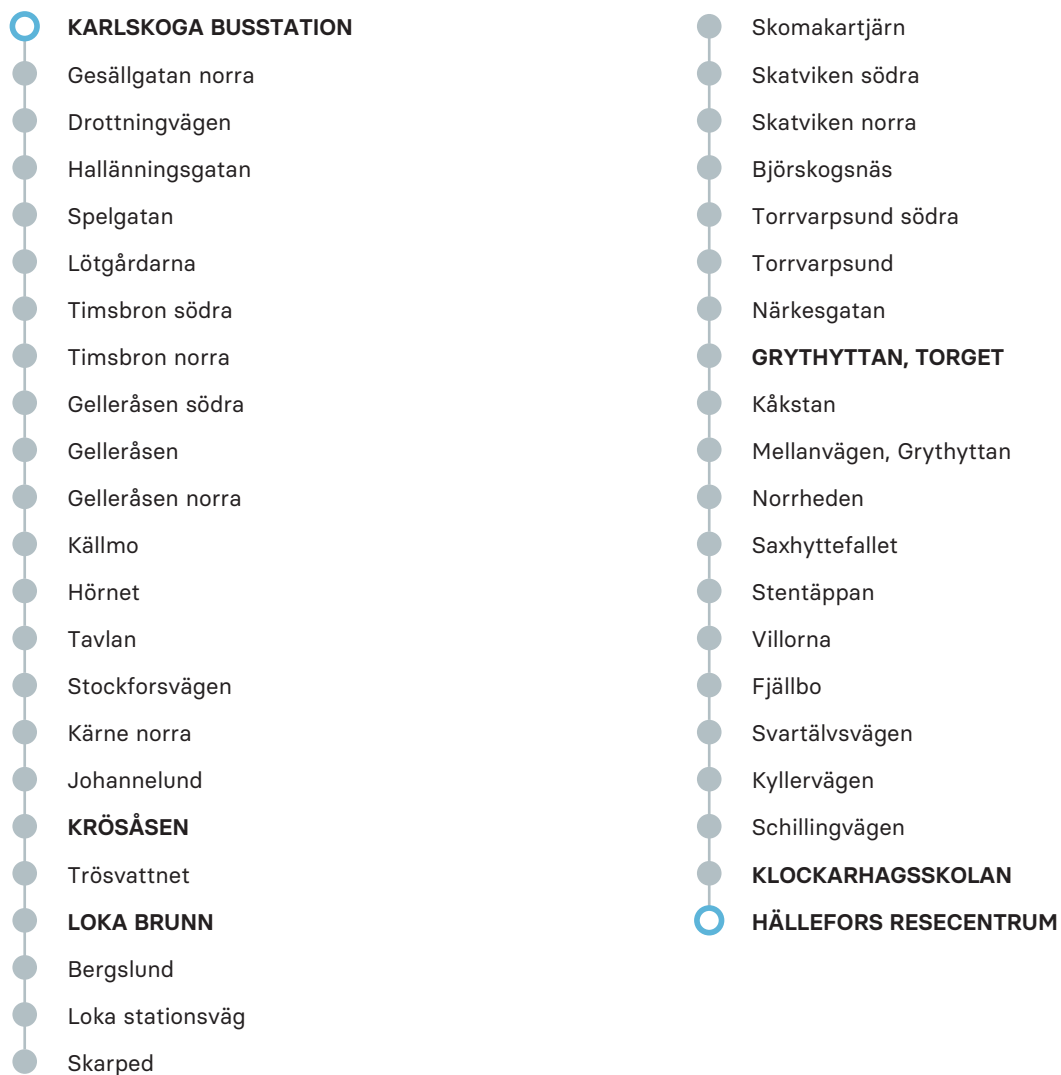 KARLSKOGA BUSSTATION
Gesällgatan norra
Drottningvägen
Hallänningsgatan
Spelgatan
Lötgårdarna
Timsbron södra
Timsbron norra
Gelleråsen södra
Gelleråsen
Gelleråsen norra
Källmo
Hörnet
Tavlan
Stockforsvägen
Kärne norra
Johannelund
KRÖSÅSEN
Trösvattnet
LOKA BRUNN
Bergslund
Loka stationsväg
Skarped
Skomakartjärn
Skatviken södra
Skatviken norra
Björskogsnäs
Torrvarpsund södra
Torrvarpsund
Närkesgatan
GRYTHYTTAN, TORGET
Kåkstan
Mellanvägen, Grythyttan
Norrheden
Saxhyttefallet
Stentäppan
Villorna
Fjällbo
Svartälvsvägen
Kyllervägen
Schillingvägen
KLOCKARHAGSSKOLAN
HÄLLEFORS RESECENTRUM